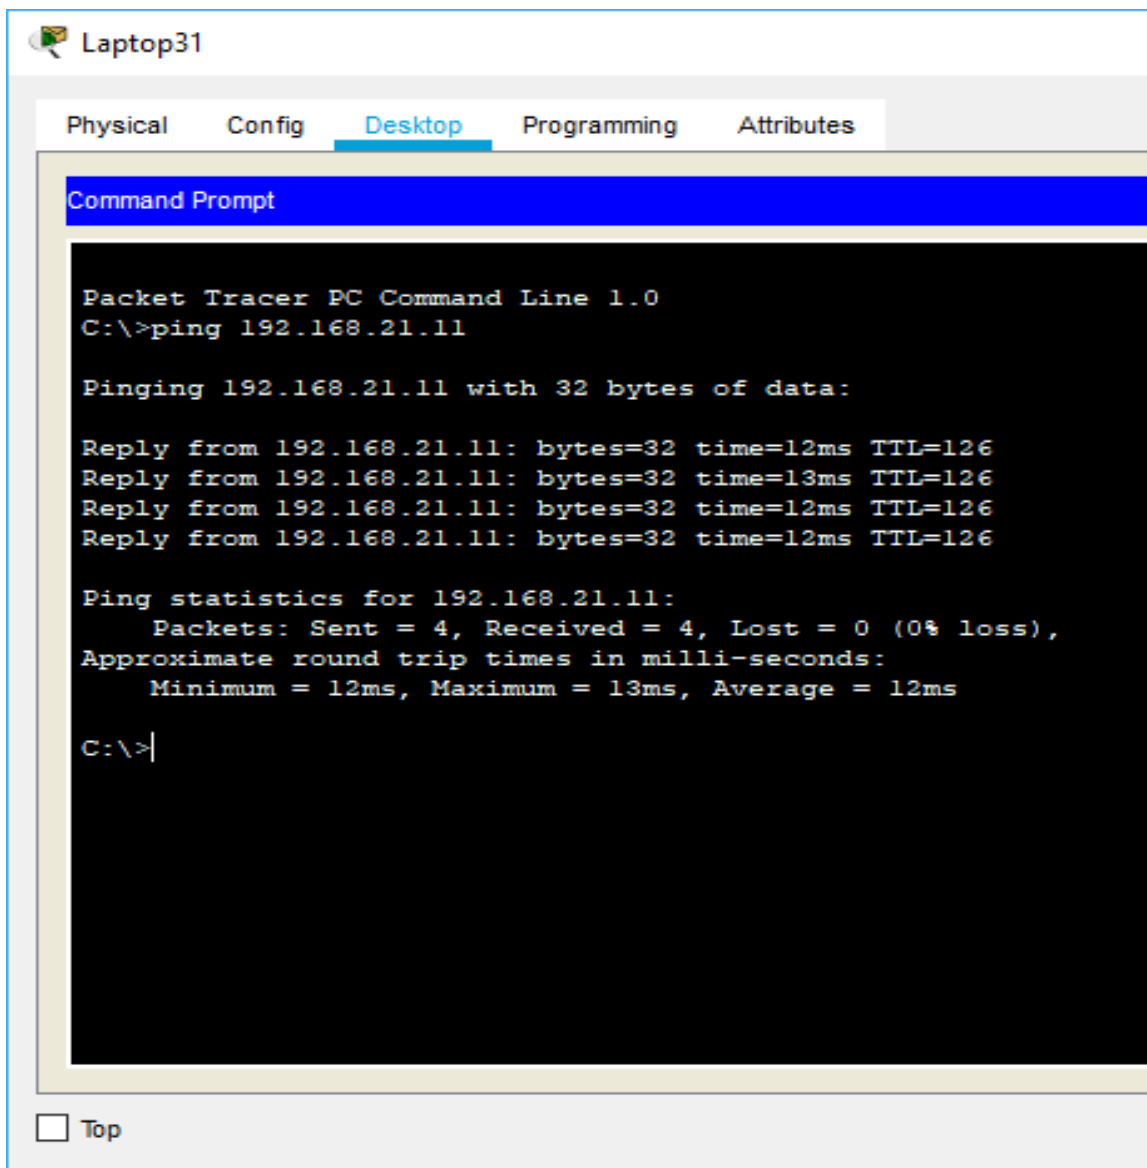 Laptop31
Physical Config Desktop Programming Attributes
Command Prompt
Packet Tracer PC Command Line 1.0
C:\>ping 192.168.21.11
Pinging 192.168.21.11 with 32 bytes of data:
Reply from 192.168.21.11: bytes=32 time=12ms TTL=126
Reply from 192.168.21.11: bytes=32 time=13ms TTL=126
Reply from 192.168.21.11: bytes=32 time=12ms TTL=126
Reply from 192.168.21.11: bytes=32 time=12ms TTL=126
Ping statistics for 192.168.21.11:
Packets: Sent = 4, Received = 4, Lost = 0 (0% loss),
Approximate round trip times in milli-seconds:
Minimum = 12ms, Maximum = 13ms, Average = 12ms
C:\>
Top